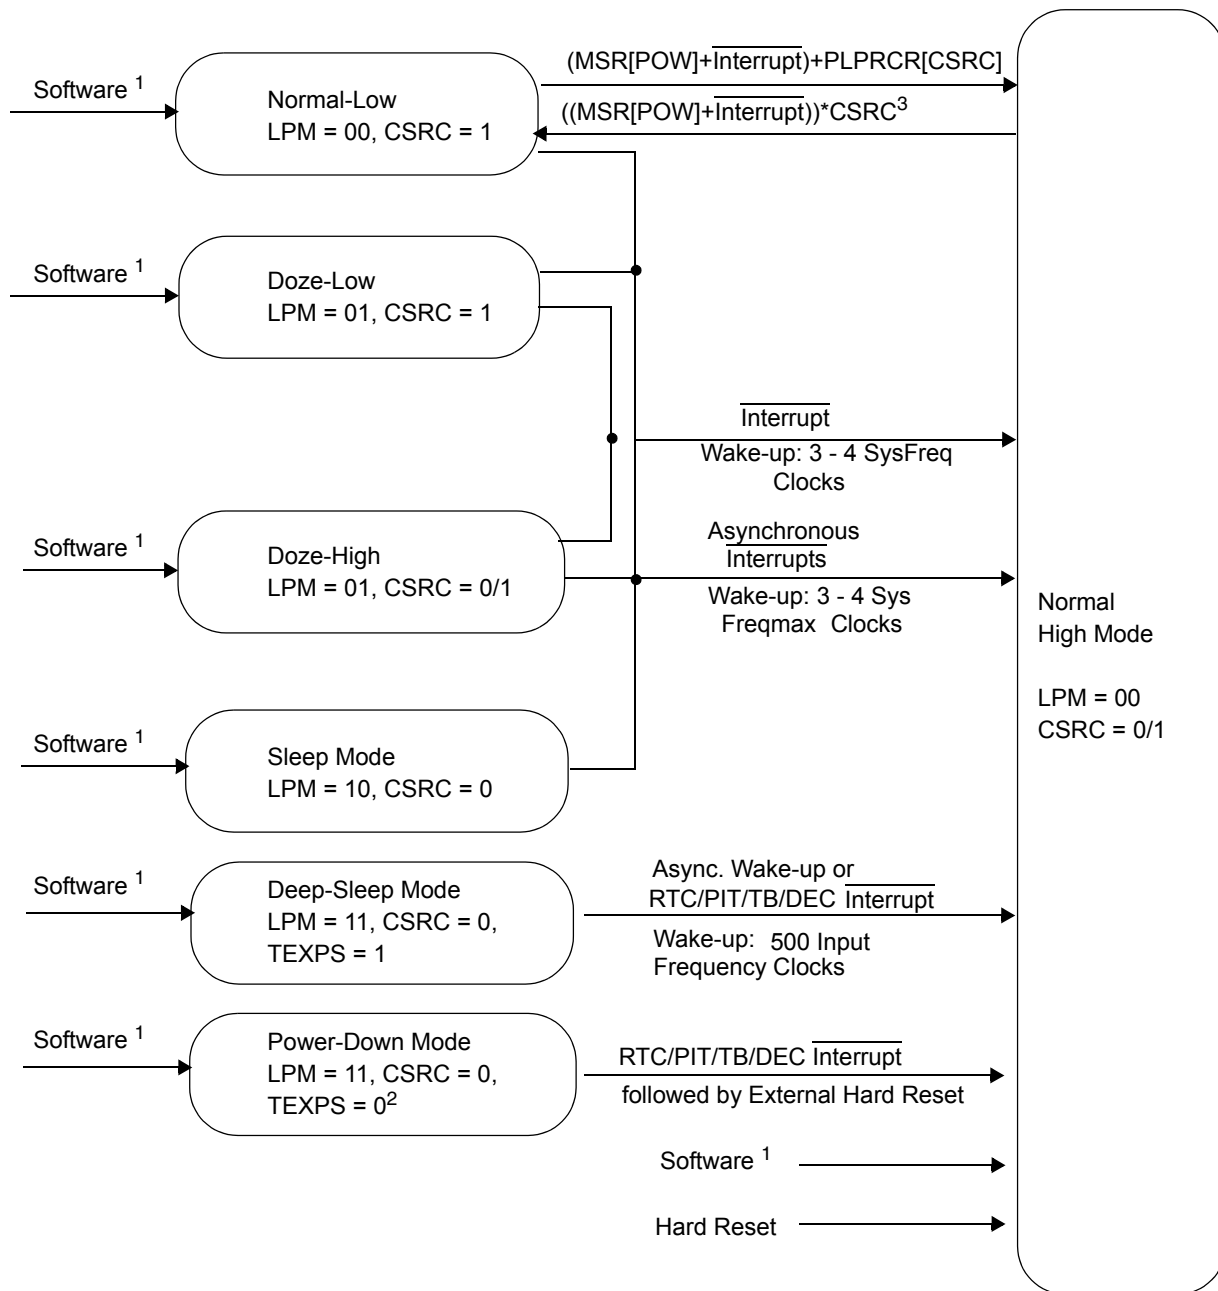 Software 1
Normal-Low
LPM = 00, CSRC = 1
(MSR[POW]+Interrupt)+PLPRCR[CSRC]
((MSR[POW]+Interrupt))*CSRC3
Software 1
Doze-Low
LPM = 01, CSRC = 1
Interrupt
Wake-up: 3 - 4 SysFreq
Clocks
Software 1
Doze-High
LPM = 01, CSRC = 0/1
Asynchronous
Interrupts
Wake-up: 3 - 4 Sys
Freqmax Clocks
Normal
High Mode
LPM = 00
CSRC = 0/1
Software 1
Sleep Mode
LPM = 10, CSRC = 0
Software 1
Deep-Sleep Mode
LPM = 11, CSRC = 0,
TEXPS = 1
Async. Wake-up or
RTC/PIT/TB/DEC Interrupt
Wake-up: 500 Input
Frequency Clocks
Software 1
Power-Down Mode
LPM = 11, CSRC = 0,
TEXPS = 02
RTC/PIT/TB/DEC Interrupt
followed by External Hard Reset
Software 1
Hard Reset